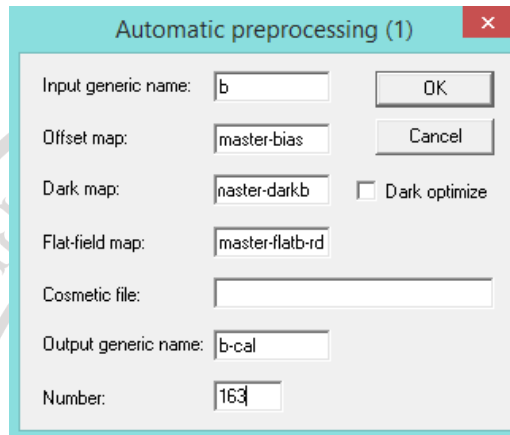 Automatic preprocessing (1)
Input generic name: b
OK
Offset map: master-bias
Cancel
Dark map: naster-darkb
Dark optimize
Flat-field map: master-flatb-rd
Cosmetic file:
Output generic name: b-cal
Number: 163